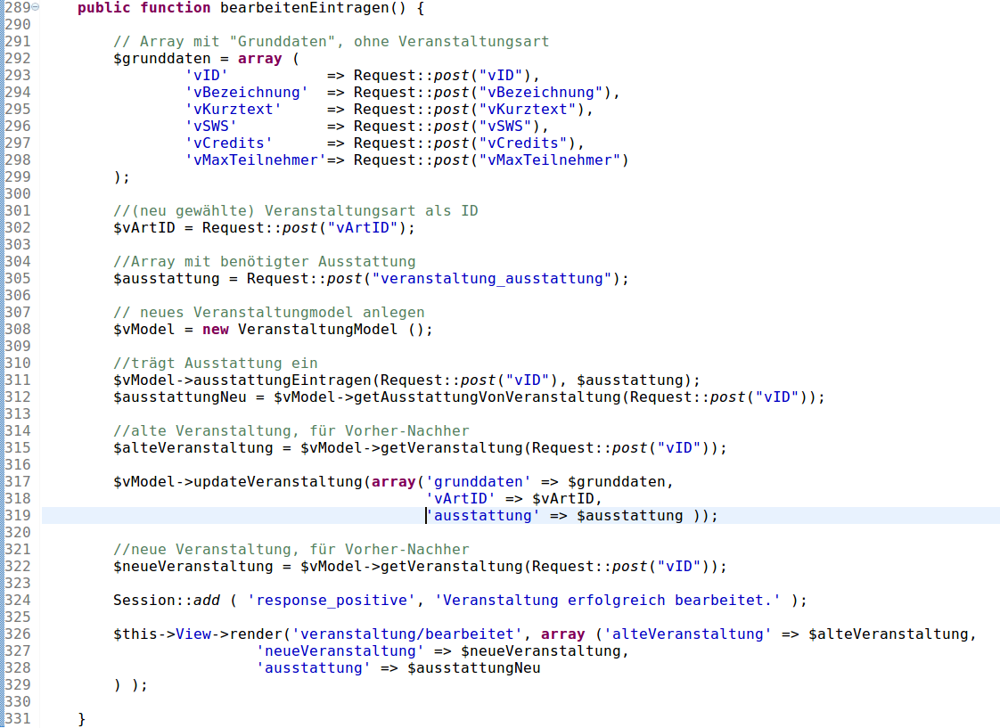 289 public function bearbeitenEintragen() {
290
291 // Array mit "Grunddaten", ohne Veranstaltungsart
292 $grunddaten = array (
293 'vID' => Request::post("vID"),
294 'vBezeichnung' => Request::post("vBezeichnung"),
295 'vKurztext' => Request::post("vKurztext"),
296 'vSWS' => Request::post("vSWS"),
297 'vCredits' => Request::post("vCredits"),
298 'vMaxTeilnehmer'=> Request::post("vMaxTeilnehmer")
299 );
300
301 //(neu gewählte) Veranstaltungsart als ID
302 $vArtID = Request::post("vArtID");
303
304 //Array mit benötigter Ausstattung
305 $ausstattung = Request::post("veranstaltung_ausstattung");
306
307 // neues Veranstaltungmodel anlegen
308 $vModel = new VeranstaltungModel ();
309
310 //trägt Ausstattung ein
311 $vModel->ausstattungEintragen(Request::post("vID"), $ausstattung);
312 $ausstattungNeu = $vModel->getAusstattungVonVeranstaltung(Request::post("vID"));
313
314 //alte Veranstaltung, für Vorher-Nachher
315 $alteVeranstaltung = $vModel->getVeranstaltung(Request::post("vID"));
316
317 $vModel->updateVeranstaltung(array('grunddaten' => $grunddaten,
318 'vArtID' => $vArtID,
319 'ausstattung' => $ausstattung ));
320
321 //neue Veranstaltung, für Vorher-Nachher
322 $neueVeranstaltung = $vModel->getVeranstaltung(Request::post("vID"));
323
324 Session::add ( 'response_positive', 'Veranstaltung erfolgreich bearbeitet.' );
325
326 $this->View->render('veranstaltung/bearbeitet', array ('alteVeranstaltung' => $alteVeranstaltung,
327 'neueVeranstaltung' => $neueVeranstaltung,
328 'ausstattung' => $ausstattungNeu
329 ) );
330
331 }